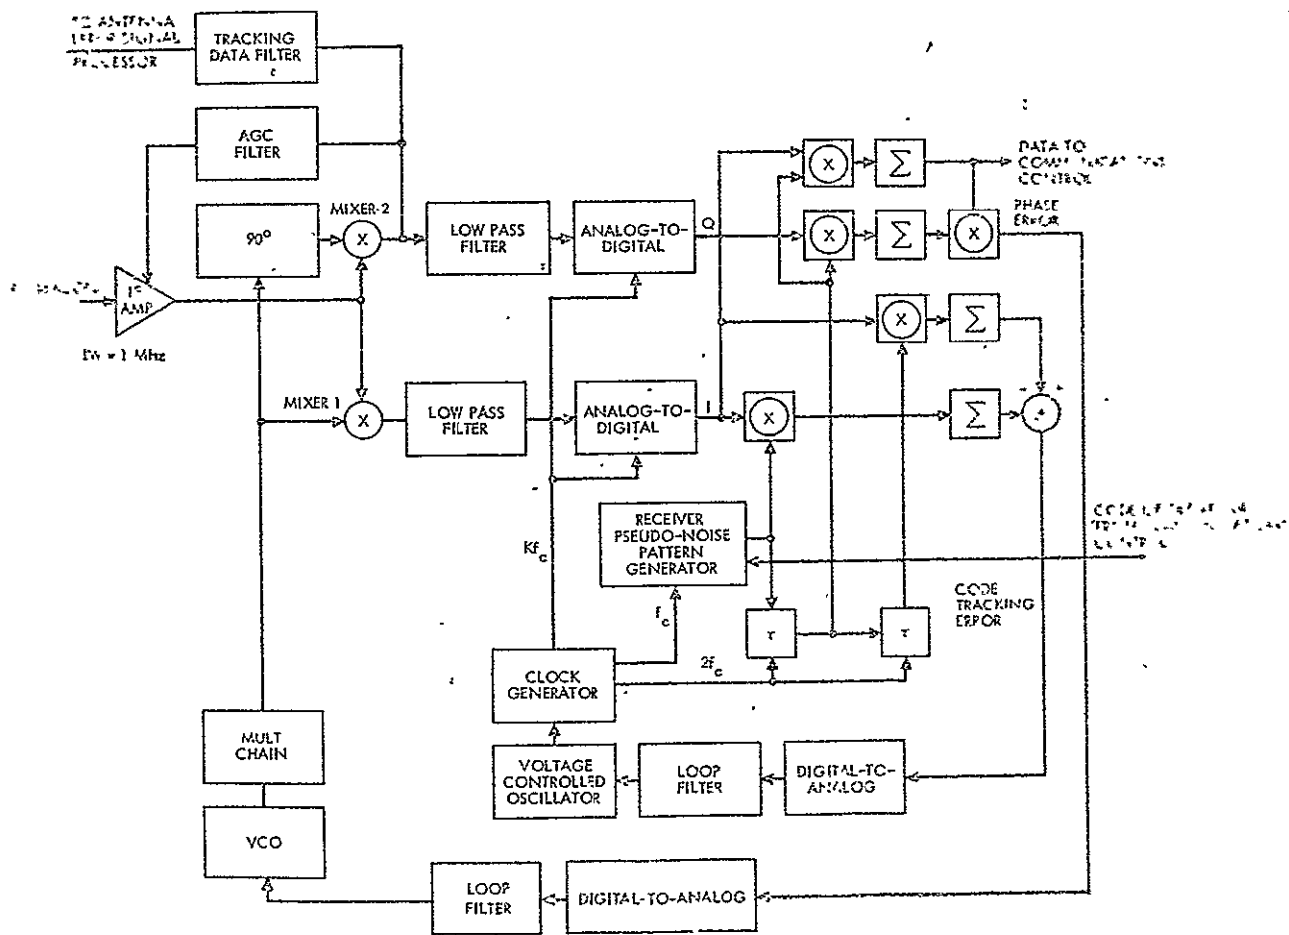 TRACKING
DATA FILTER
PROCESSOR
AGC
FILTER
DATA TO
CONTROL
PHASE
ERROR
MIXER-2
90°
X
LOW PASS
FILTER
ANALOG-TO-
DIGITAL
Q
X
Σ
X
Σ
X
IF
AMP
BW = 1 Mhz
X
Σ
MIXER 1
X
LOW PASS
FILTER
ANALOG-TO-
DIGITAL
I
X
Σ
+
RECEIVER
PSEUDO-NOISE
PATTERN
GENERATOR
Kfc
fc
CODE
TRACKING
ERROR
τ
τ
2fc
CLOCK
GENERATOR
MULT
CHAIN
VOLTAGE
CONTROLLED
OSCILLATOR
LOOP
FILTER
DIGITAL-TO-
ANALOG
VCO
LOOP
FILTER
DIGITAL-TO-ANALOG